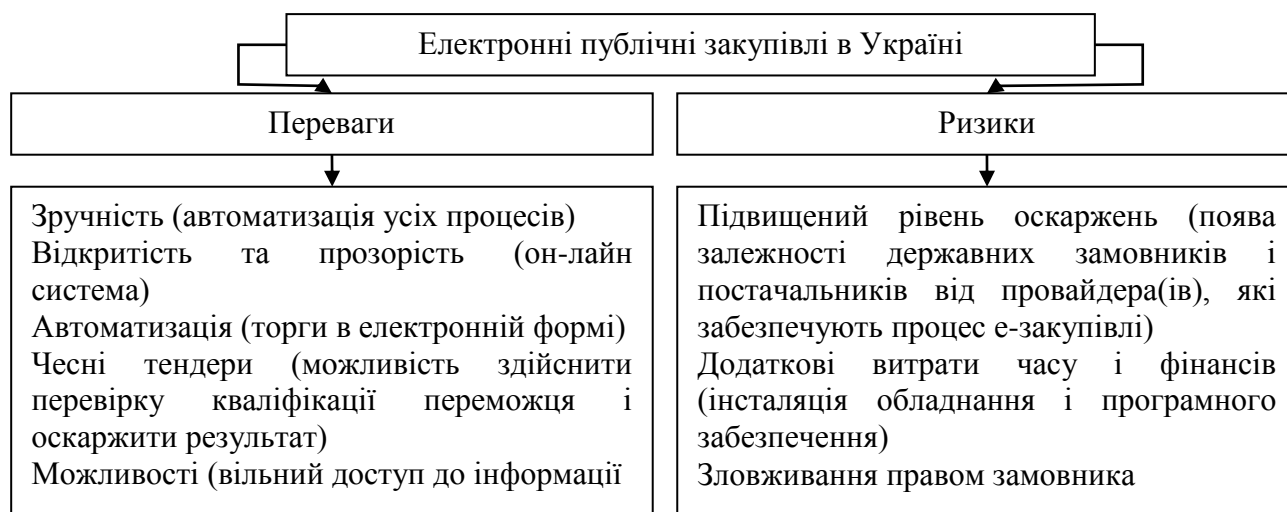 Електронні публічні закупівлі в Україні
Переваги
Ризики
Зручність (автоматизація усіх процесів)
Відкритість та прозорість (он-лайн
система)
Автоматизація (торги в електронній формі)
Чесні тендери (можливість здійснити
перевірку кваліфікації переможця і
оскаржити результат)
Можливості (вільний доступ до інформації
Підвищений рівень оскаржень (поява
залежності державних замовників і
постачальників від провайдера(ів), які
забезпечують процес е-закупівлі)
Додаткові витрати часу і фінансів
(інсталяція обладнання і програмного
забезпечення)
Зловживання правом замовника